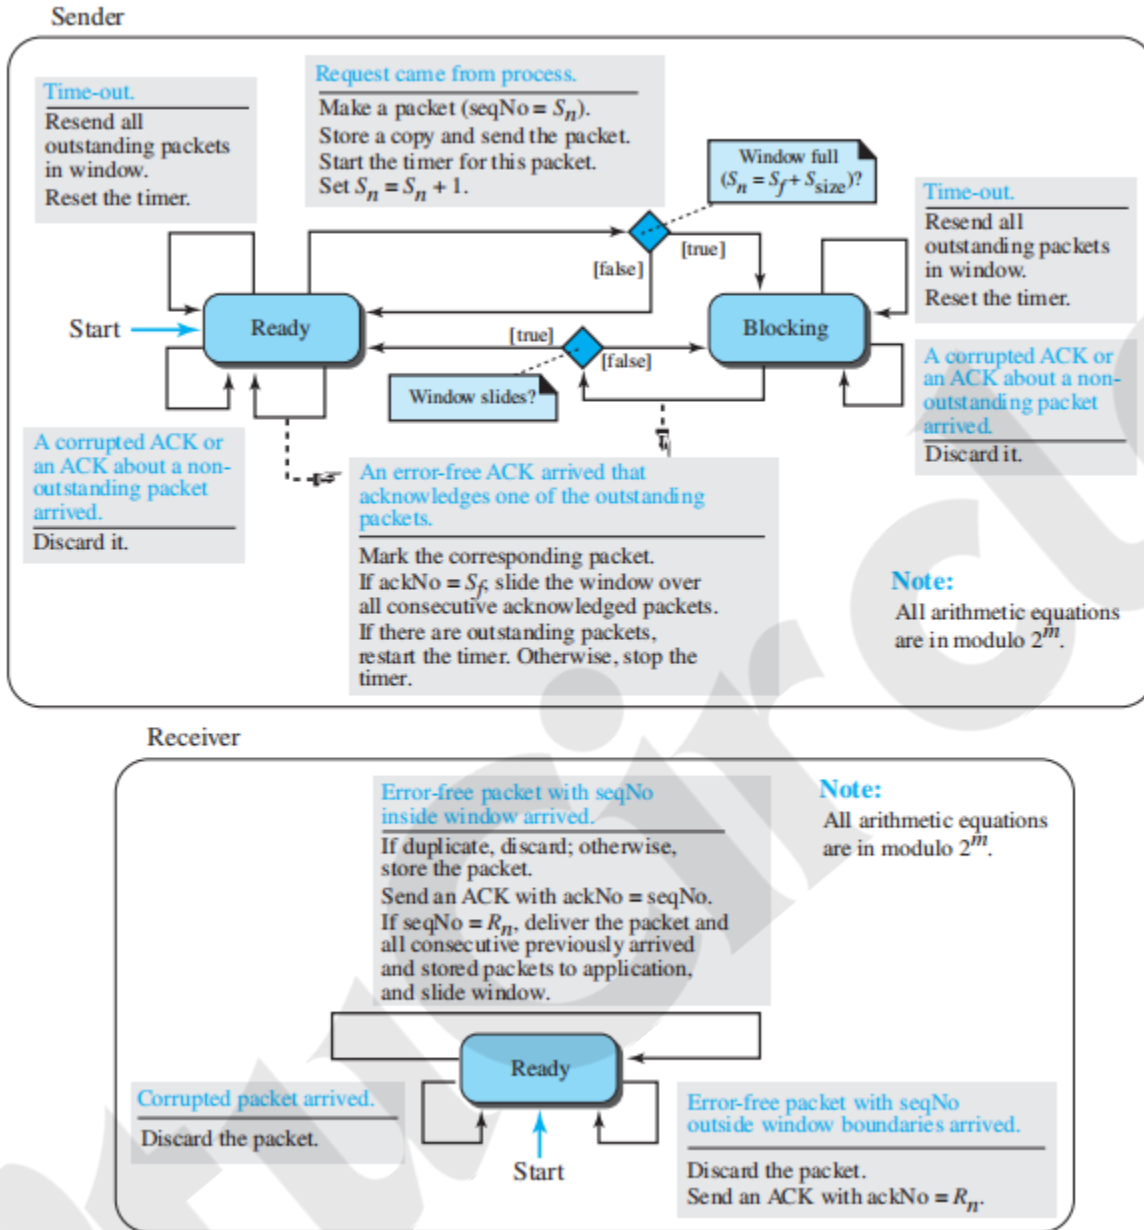 Sender
Time-out.
Resend all
outstanding packets
in window.
Reset the timer.
Request came from process.
Make a packet (seqNo = Sn).
Store a copy and send the packet.
Start the timer for this packet.
Set Sn = Sn + 1.
Window full
(Sn = Sf + Ssize)?
Time-out.
Resend all
outstanding packets
in window.
Reset the timer.
[true]
[false]
Start
Ready
Blocking
[true]
[false]
Window slides?
A corrupted ACK or
an ACK about a non-
outstanding packet
arrived.
Discard it.
A corrupted ACK or
an ACK about a non-
outstanding packet
arrived.
Discard it.
An error-free ACK arrived that
acknowledges one of the outstanding
packets.
Mark the corresponding packet.
If ackNo = Sf, slide the window over
all consecutive acknowledged packets.
If there are outstanding packets,
restart the timer. Otherwise, stop the
timer.
Note:
All arithmetic equations
are in modulo 2^m.
Receiver
Error-free packet with seqNo
inside window arrived.
If duplicate, discard; otherwise,
store the packet.
Send an ACK with ackNo = seqNo.
If seqNo = Rn, deliver the packet and
all consecutive previously arrived
and stored packets to application,
and slide window.
Note:
All arithmetic equations
are in modulo 2^m.
Ready
Corrupted packet arrived.
Discard the packet.
Start
Error-free packet with seqNo
outside window boundaries arrived.
Discard the packet.
Send an ACK with ackNo = Rn.